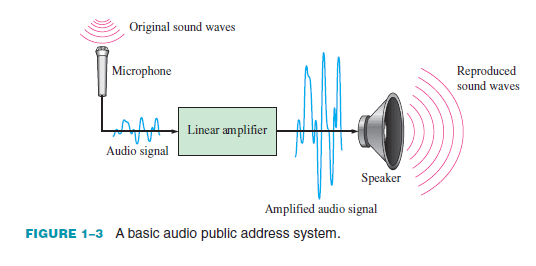 Original sound waves
Microphone
Reproduced
sound waves
Linear amplifier
Audio signal
Speaker
Amplified audio signal
FIGURE 1–3 A basic audio public address system.